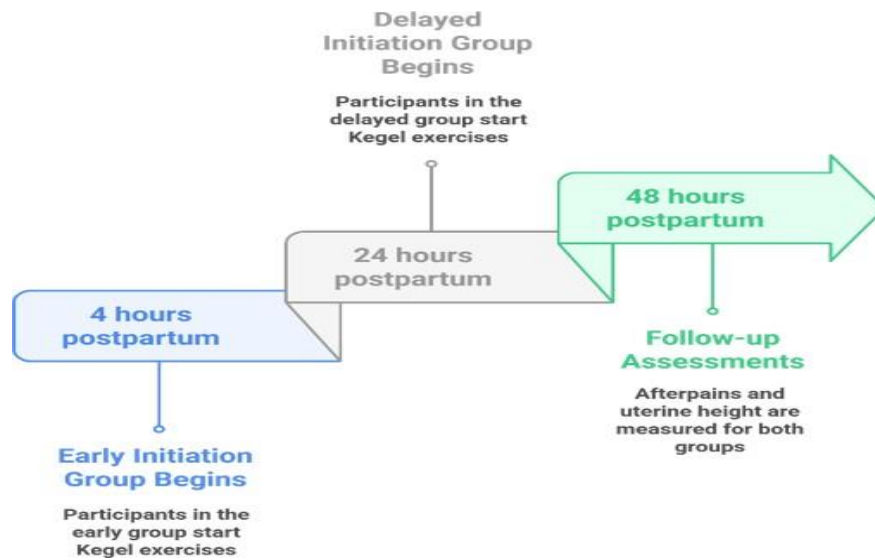 Delayed
Initiation Group
Begins
Participants in the
delayed group start
Kegel exercises
48 hours
postpartum
24 hours
postpartum
4 hours
postpartum
Follow-up
Assessments
Afterpains and
uterine height are
measured for both
groups
Early Initiation
Group Begins
Participants in the
early group start
Kegel exercises